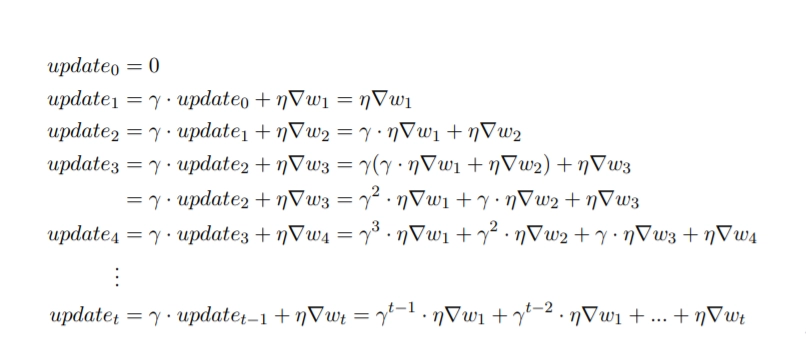 update₀ = 0
update₁ = γ · update₀ + η∇w₁ = η∇w₁
update₂ = γ · update₁ + η∇w₂ = γ · η∇w₁ + η∇w₂
update₃ = γ · update₂ + η∇w₃ = γ(γ · η∇w₁ + η∇w₂) + η∇w₃
= γ · update₂ + η∇w₃ = γ² · η∇w₁ + γ · η∇w₂ + η∇w₃
update₄ = γ · update₃ + η∇w₄ = γ³ · η∇w₁ + γ² · η∇w₂ + γ · η∇w₃ + η∇w₄
⋮
updateₜ = γ · updateₜ₋₁ + η∇wₜ = γᵗ⁻¹ · η∇w₁ + γᵗ⁻² · η∇w₁ + ... + η∇wₜ